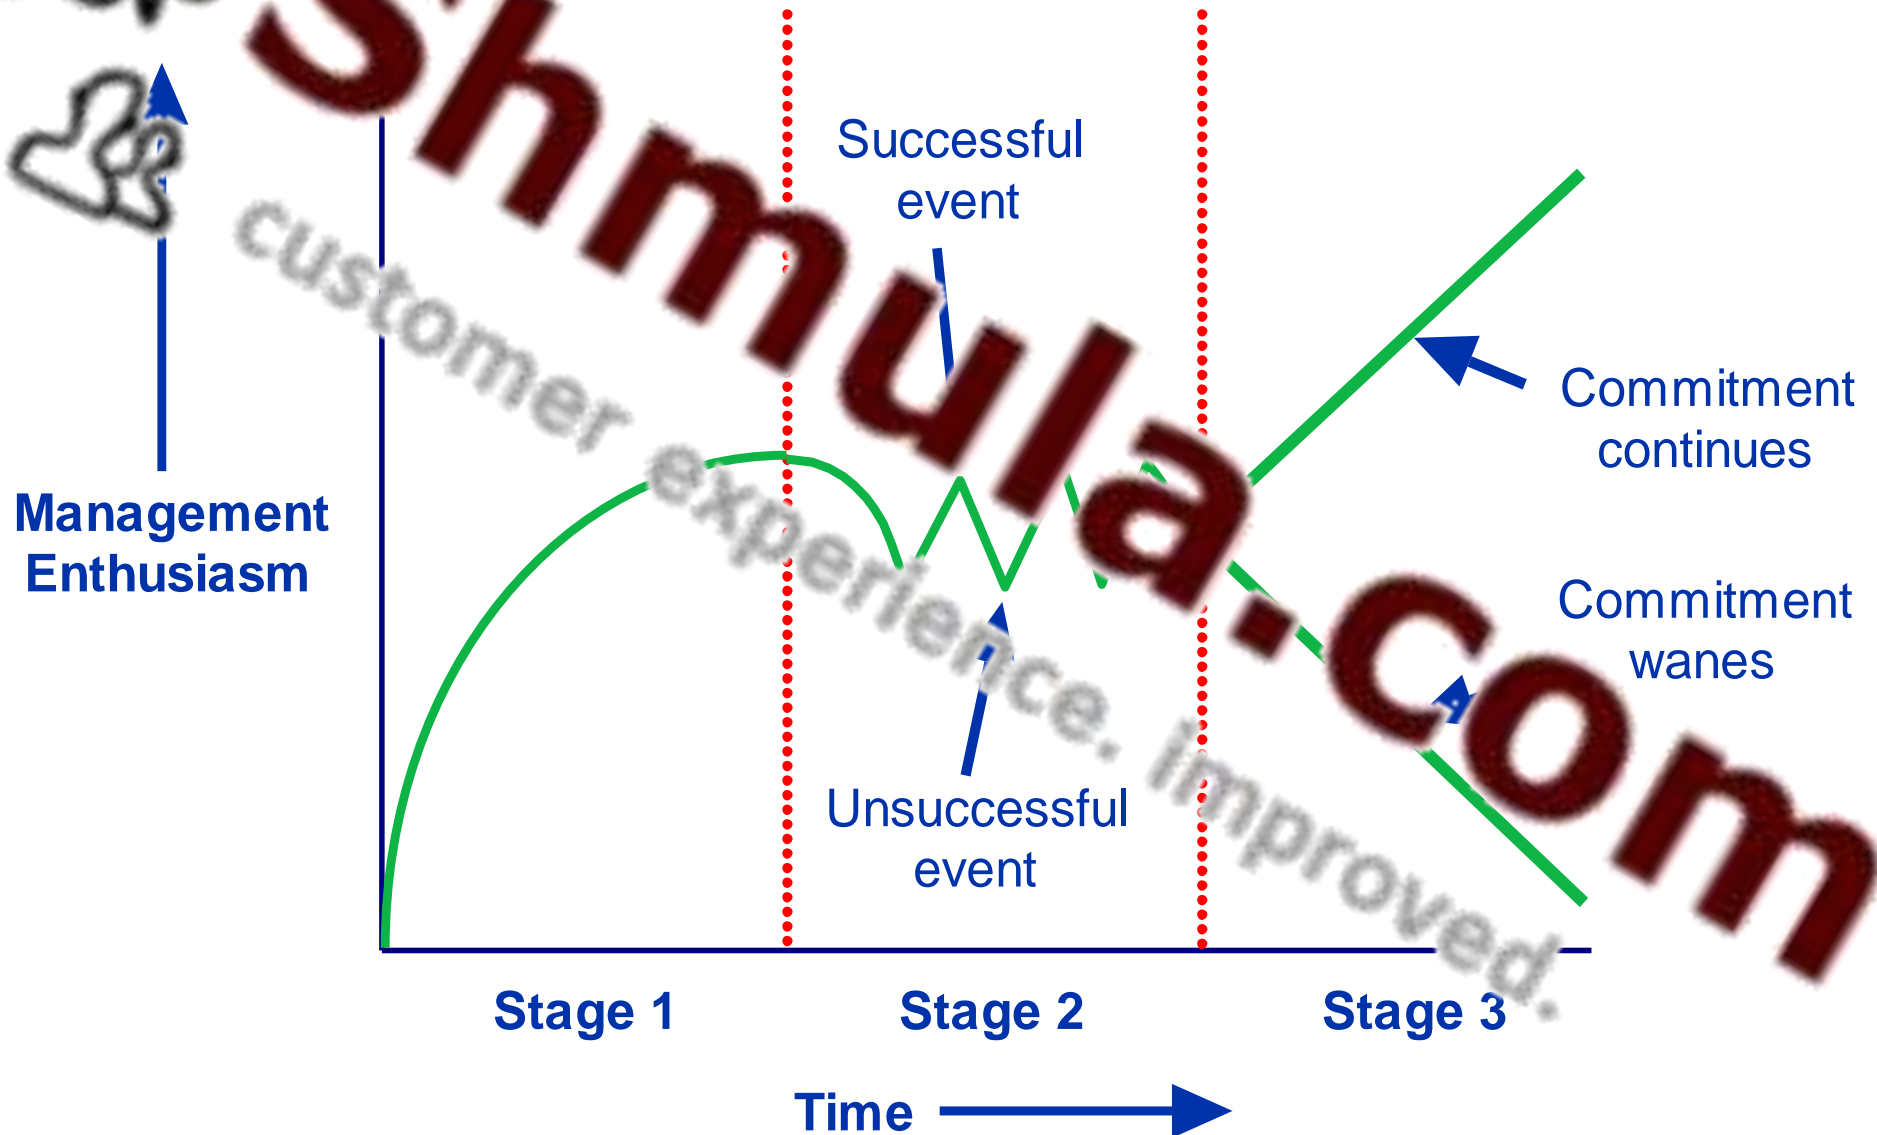 shmula.com
customer experience. improved.
Successful
event
Commitment
continues
Management
Enthusiasm
Commitment
wanes
Unsuccessful
event
Stage 1
Stage 2
Stage 3
Time